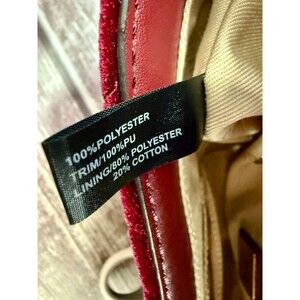 100%POLYESTER
TRIM/100%PU
LINING/80% POLYESTER
20% COTTON